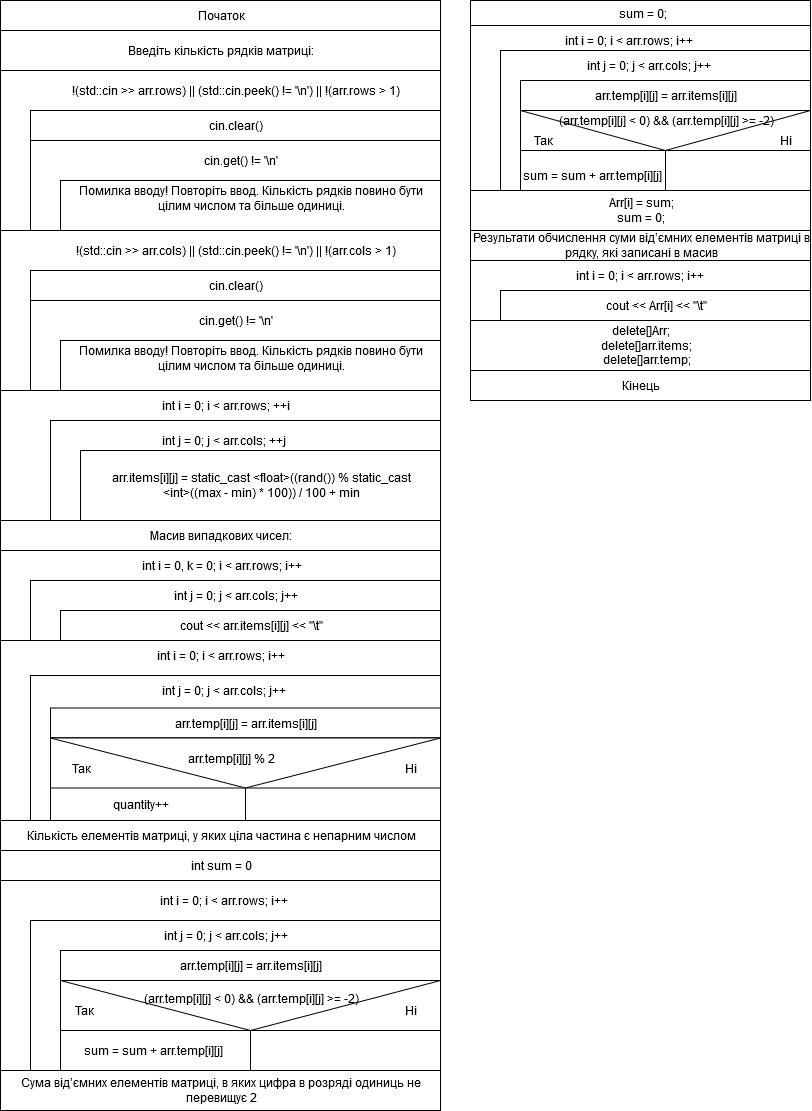 Початок
Введіть кількість рядків матриці:
!(std::cin >> arr.rows) || (std::cin.peek() != '\n') || !(arr.rows > 1)
cin.clear()
cin.get() != '\n'
Помилка вводу! Повторіть ввод. Кількість рядків повино бути
цілим числом та більше одиниці.
!(std::cin >> arr.cols) || (std::cin.peek() != '\n') || !(arr.cols > 1)
cin.clear()
cin.get() != '\n'
Помилка вводу! Повторіть ввод. Кількість рядків повино бути
цілим числом та більше одиниці.
int i = 0; i < arr.rows; ++i
int j = 0; j < arr.cols; ++j
arr.items[i][j] = static_cast <float>((rand()) % static_cast
<int>((max - min) * 100)) / 100 + min
Масив випадкових чисел:
int i = 0, k = 0; i < arr.rows; i++
int j = 0; j < arr.cols; j++
cout << arr.items[i][j] << "\t"
int i = 0; i < arr.rows; i++
int j = 0; j < arr.cols; j++
arr.temp[i][j] = arr.items[i][j]
arr.temp[i][j] % 2
Так Ні
quantity++
Кількість елементів матриці, у яких ціла частина є непарним числом
int sum = 0
int i = 0; i < arr.rows; i++
int j = 0; j < arr.cols; j++
arr.temp[i][j] = arr.items[i][j]
(arr.temp[i][j] < 0) && (arr.temp[i][j] >= -2)
Так Ні
sum = sum + arr.temp[i][j]
Сума від’ємних елементів матриці, в яких цифра в розряді одиниць не
перевищує 2
sum = 0;
int i = 0; i < arr.rows; i++
int j = 0; j < arr.cols; j++
arr.temp[i][j] = arr.items[i][j]
(arr.temp[i][j] < 0) && (arr.temp[i][j] >= -2)
Так Ні
sum = sum + arr.temp[i][j]
Arr[i] = sum;
sum = 0;
Результати обчислення суми від’ємних елементів матриці в
рядку, які записані в масив
int i = 0; i < arr.rows; i++
cout << Arr[i] << "\t"
delete[]Arr;
delete[]arr.items;
delete[]arr.temp;
Кінець